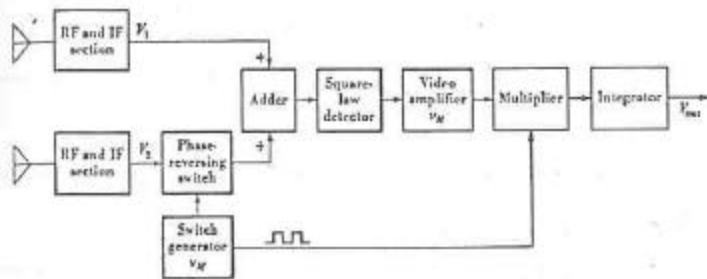 RF and IF
section
V₁
+
Adder
Square-
law
detector
Video
amplifier
νM
Multiplier
Integrator
Vout
+
RF and IF
section
V₂
Phase-
reversing
switch
Switch
generator
νM